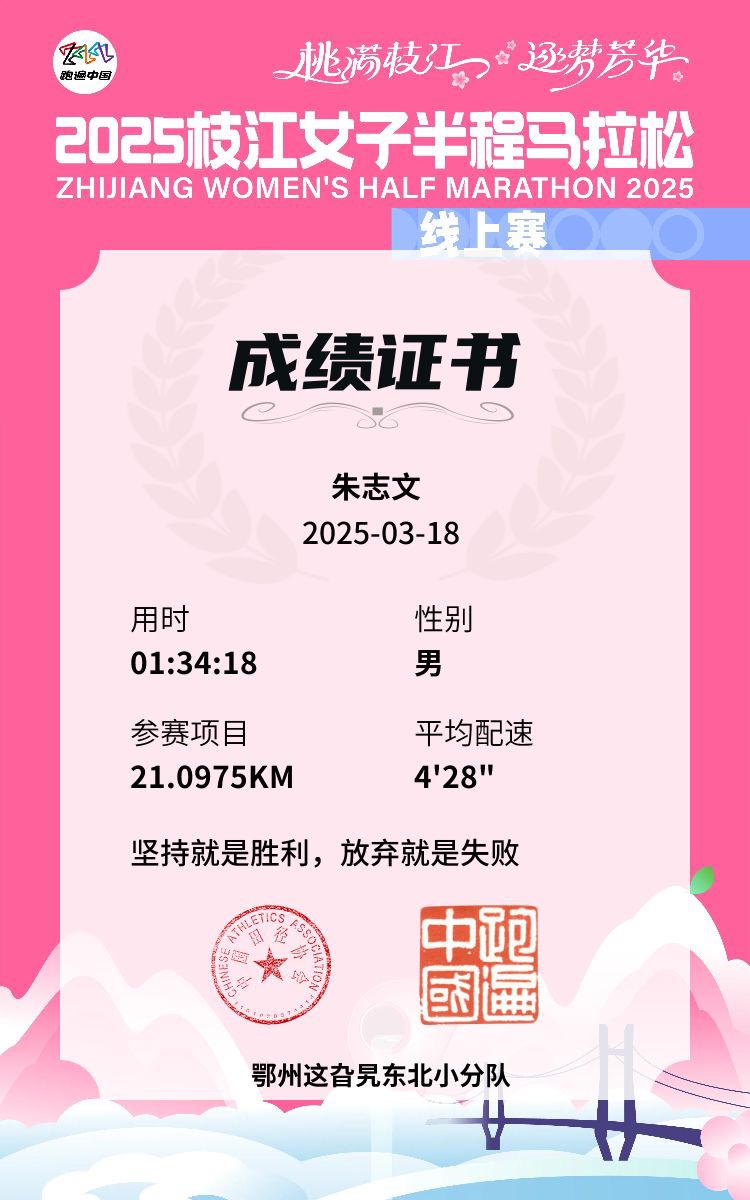 跑遍中国
桃满枝江 逐梦芳华
2025枝江女子半程马拉松
ZHIJIANG WOMEN'S HALF MARATHON 2025
线上赛
成绩证书
朱志文
2025-03-18
用时 性别
01:34:18 男
参赛项目 平均配速
21.0975KM 4'28"
坚持就是胜利，放弃就是失败
CHINESE ATHLETICS ASSOCIATION
中国田径协会
跑遍中國
鄂州这旮旯东北小分队